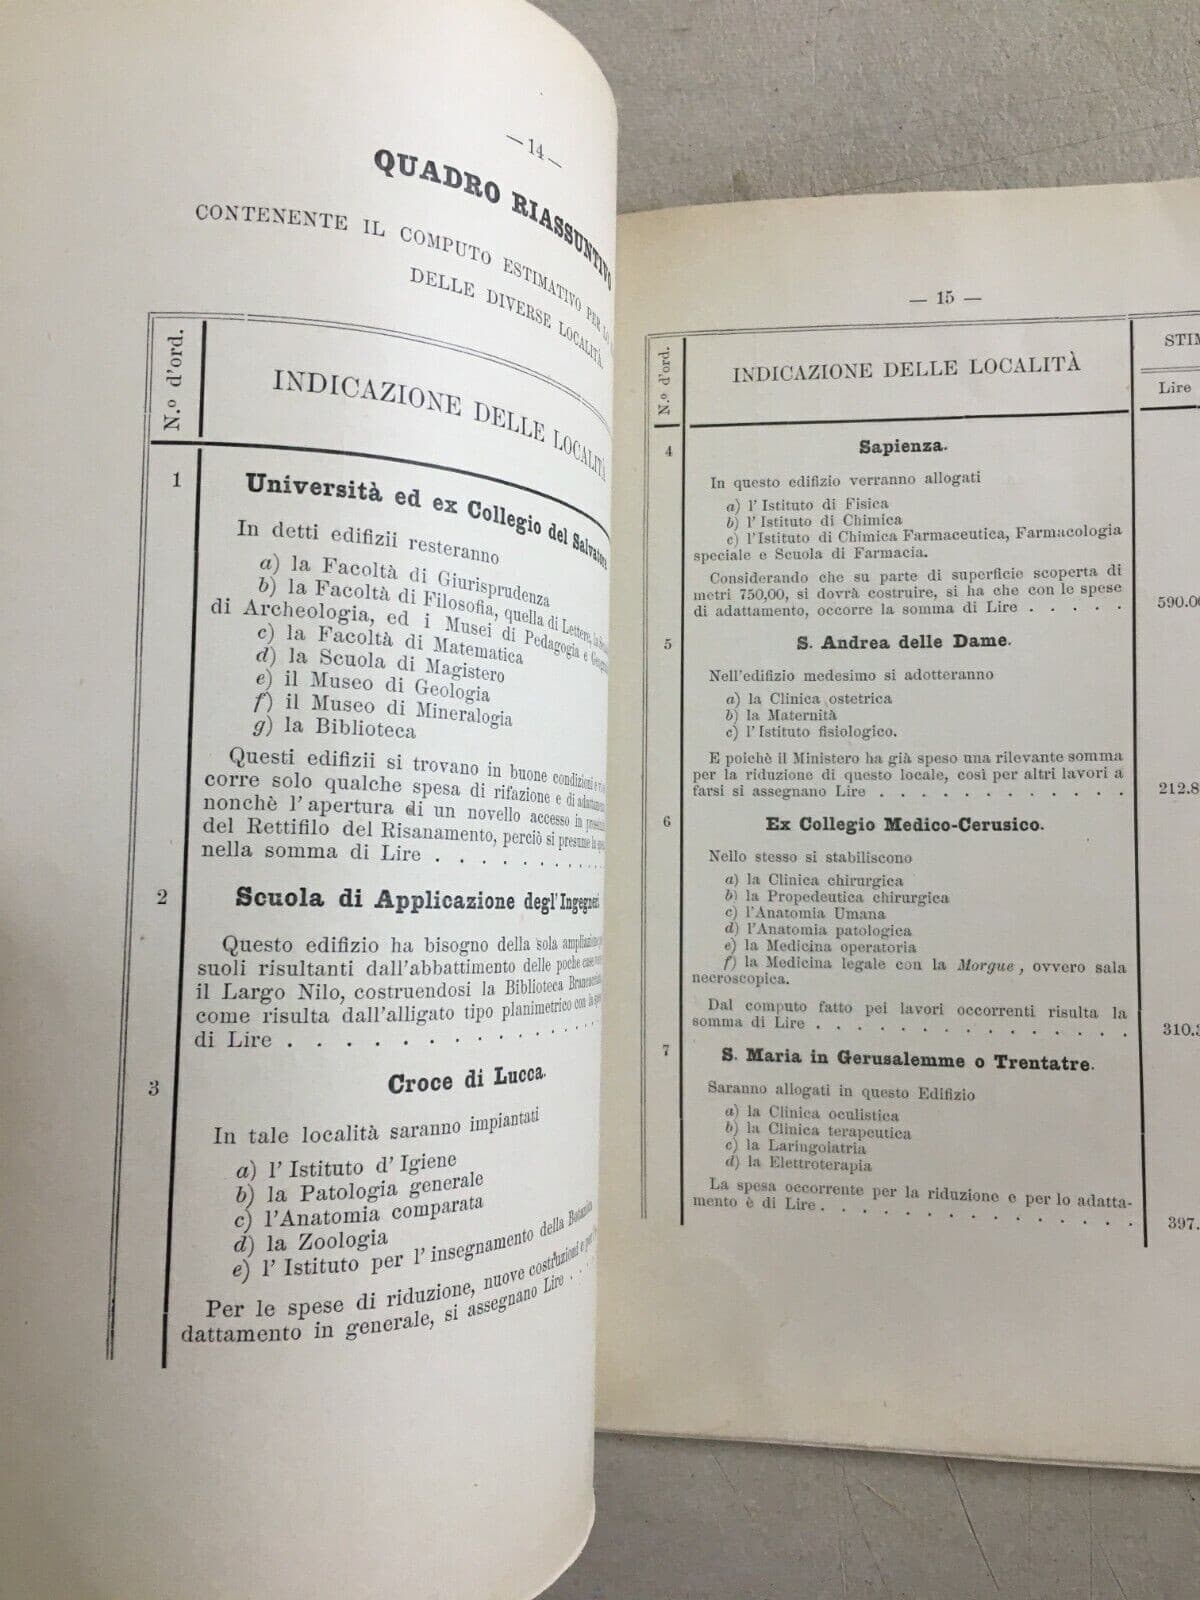 — 14 —
QUADRO RIASSUNTIVO
CONTENENTE IL COMPUTO ESTIMATIVO PER
DELLE DIVERSE LOCALITÀ.
N.º d'ord.
INDICAZIONE DELLE LOCALITÀ
1
Università ed ex Collegio del Salvatore
In detti edifizii resteranno
a) la Facoltà di Giurisprudenza
b) la Facoltà di Filosofia, quella di Lettere, la
di Archeologia, ed i Musei di Pedagogia e
c) la Facoltà di Matematica
d) la Scuola di Magistero
e) il Museo di Geologia
f) il Museo di Mineralogia
g) la Biblioteca
Questi edifizii si trovano in buone condizioni e
corre solo qualche spesa di rifazione e di
nonchè l'apertura di un novello accesso in
del Rettifilo del Risanamento, perciò si presume la
nella somma di Lire . . . . . . . . .
2
Scuola di Applicazione degl'Ingegneri
Questo edifizio ha bisogno della sola ampliazione
suoli risultanti dall'abbattimento delle poche case
il Largo Nilo, costruendosi la Biblioteca
come risulta dall'alligato tipo planimetrico con la
di Lire . . . . . . . . . . . .
3
Croce di Lucca.
In tale località saranno impiantati
a) l'Istituto d'Igiene
b) la Patologia generale
c) l'Anatomia comparata
d) la Zoologia
e) l'Istituto per l'insegnamento della Botanica
Per le spese di riduzione, nuove costruzioni e
dattamento in generale, si assegnano Lire . . .
— 15 —
N.º d'ord.
INDICAZIONE DELLE LOCALITÀ
STIM
Lire
4
Sapienza.
In questo edifizio verranno allogati
a) l'Istituto di Fisica
b) l'Istituto di Chimica
c) l'Istituto di Chimica Farmaceutica, Farmacologia
speciale e Scuola di Farmacia.
Considerando che su parte di superficie scoperta di
metri 750,00, si dovrà costruire, si ha che con le spese
di adattamento, occorre la somma di Lire . . . . .
590.00
5
S. Andrea delle Dame.
Nell'edifizio medesimo si adotteranno
a) la Clinica ostetrica
b) la Maternità
c) l'Istituto fisiologico.
E poichè il Ministero ha già speso una rilevante somma
per la riduzione di questo locale, così per altri lavori a
farsi si assegnano Lire . . . . . . . . . . . .
212.8
6
Ex Collegio Medico-Cerusico.
Nello stesso si stabiliscono
a) la Clinica chirurgica
b) la Propedeutica chirurgica
c) l'Anatomia Umana
d) l'Anatomia patologica
e) la Medicina operatoria
f) la Medicina legale con la Morgue, ovvero sala
necroscopica.
Dal computo fatto pei lavori occorrenti risulta la
somma di Lire . . . . . . . . . . . . . .
310.3
7
S. Maria in Gerusalemme o Trentatre.
Saranno allogati in questo Edifizio
a) la Clinica oculistica
b) la Clinica terapeutica
c) la Laringoiatria
d) la Elettroterapia
La spesa occorrente per la riduzione e per lo adatta-
mento è di Lire . . . . . . . . . . . . . .
397.